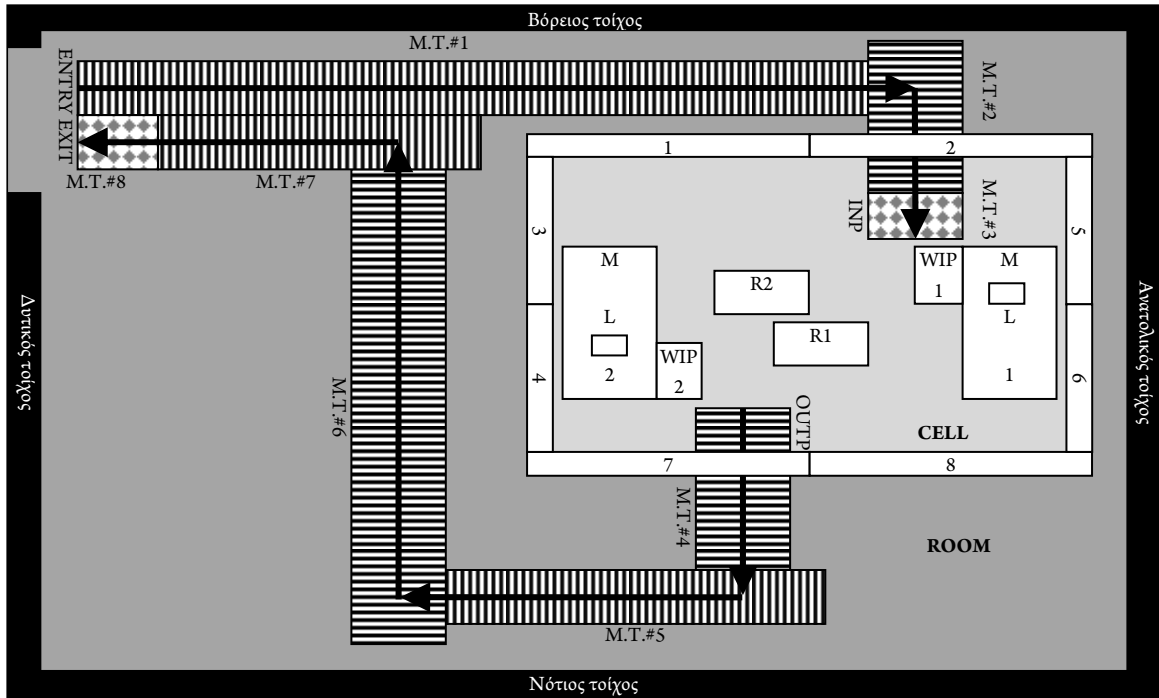 Βόρειος τοίχος
M.T.#1
ENTRY
EXIT
M.T.#2
M.T.#8
M.T.#7
1
2
INP
M.T.#3
3
5
M
L
2
R2
WIP
1
M
L
1
R1
WIP
2
4
6
Δυτικός τοίχος
Ανατολικός τοίχος
M.T.#6
OUTP
CELL
7
8
M.T.#4
ROOM
M.T.#5
Νότιος τοίχος